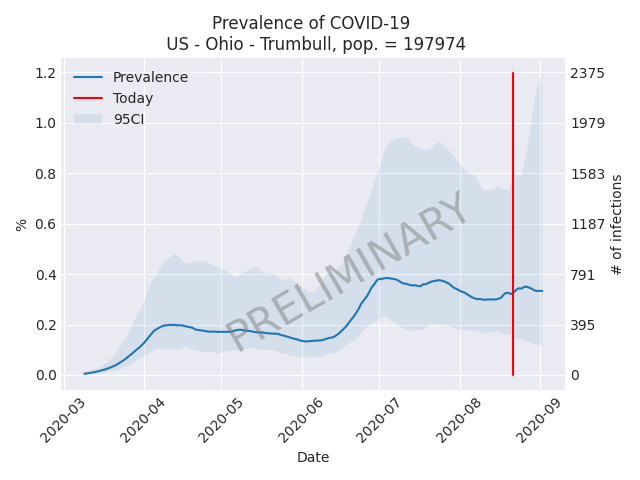 Prevalence of COVID-19
US - Ohio - Trumbull, pop. = 197974
Prevalence
Today
95CI
1.2
1.0
0.8
0.6
0.4
0.2
0.0
%
2375
1979
1583
1187
791
395
0
# of infections
PRELIMINARY
2020-03
2020-04
2020-05
2020-06
2020-07
2020-08
2020-09
Date